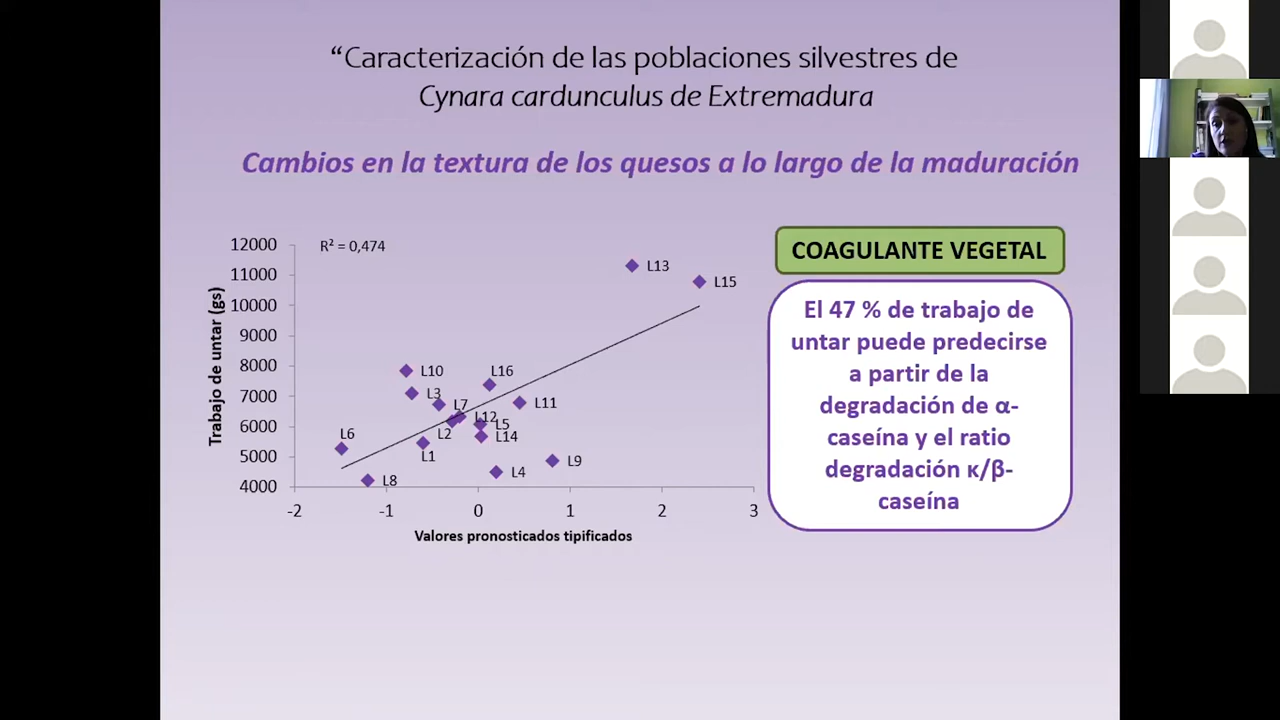 “Caracterización de las poblaciones silvestres de
Cynara cardunculus de Extremadura
Cambios en la textura de los quesos a lo largo de la maduración
12000
11000
10000
9000
8000
7000
6000
5000
4000
Trabajo de untar (gs)
R² = 0,474
L13
L15
L10
L16
L3
L7
L11
L12
L5
L6
L2
L14
L1
L9
L4
L8
-2
-1
0
1
2
3
Valores pronosticados tipificados
COAGULANTE VEGETAL
El 47 % de trabajo de
untar puede predecirse
a partir de la
degradación de α-
caseína y el ratio
degradación κ/β-
caseína